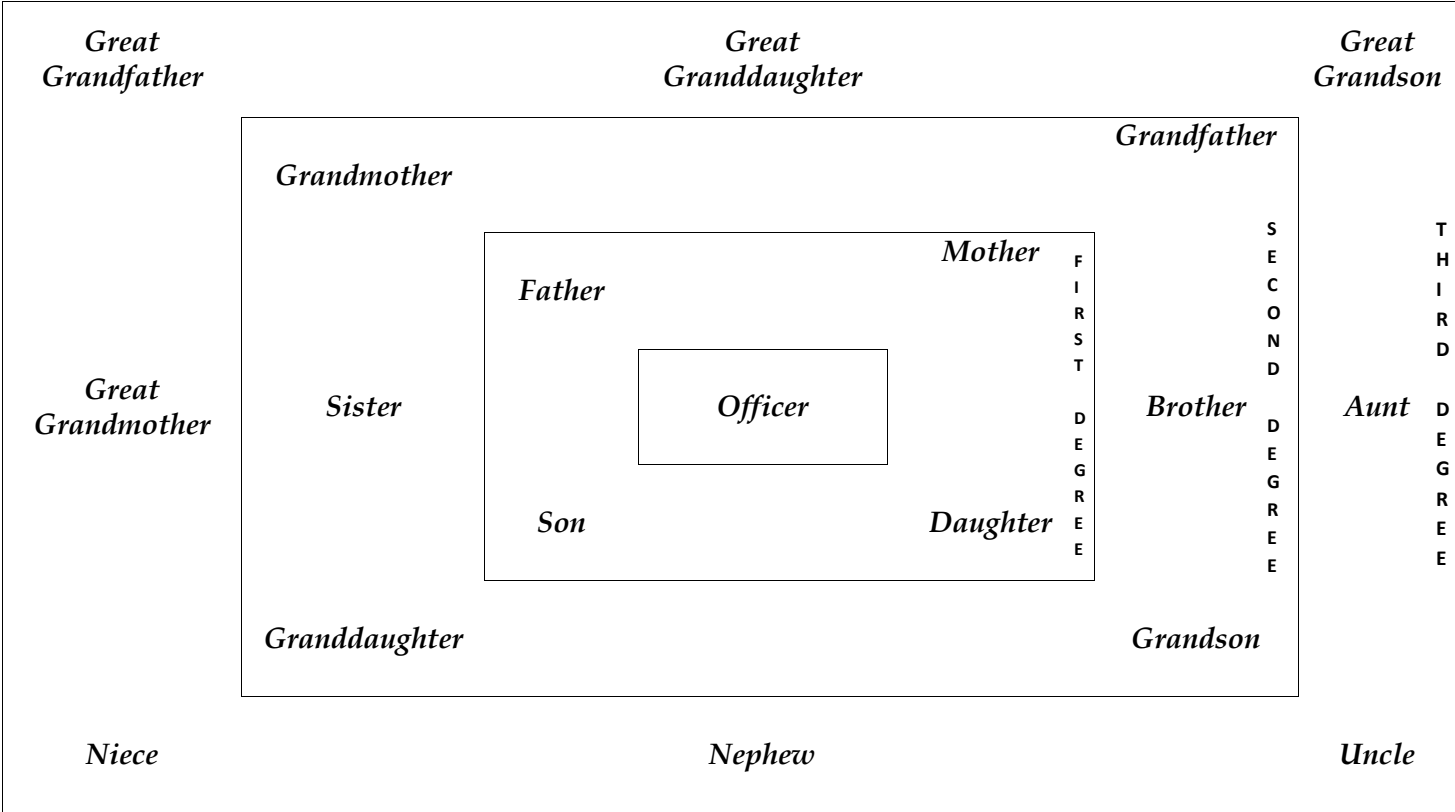 Great
Grandfather
Great
Granddaughter
Great
Grandson
Grandfather
Grandmother
Mother
Father
Great
Grandmother
Sister
Officer
Brother
Aunt
Son
Daughter
Granddaughter
Grandson
Niece
Nephew
Uncle
FIRST DEGREE
SECOND DEGREE
THIRD DEGREE